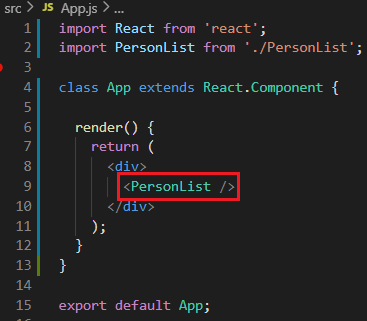 src > JS App.js > ...
1 import React from 'react';
2 import PersonList from './PersonList';
3
4 class App extends React.Component {
5
6   render() {
7     return (
8       <div>
9         <PersonList />
10       </div>
11     );
12   }
13 }
14
15 export default App;
16